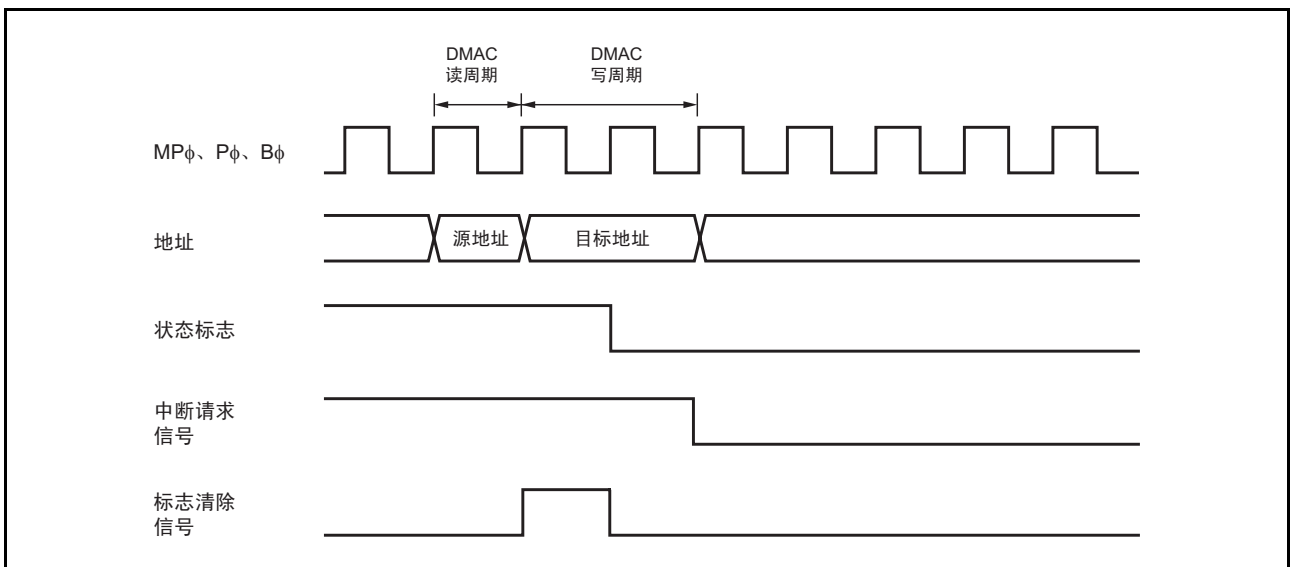 DMAC
读周期
DMAC
写周期
MPφ、Pφ、Bφ
地址
源地址
目标地址
状态标志
中断请求
信号
标志清除
信号